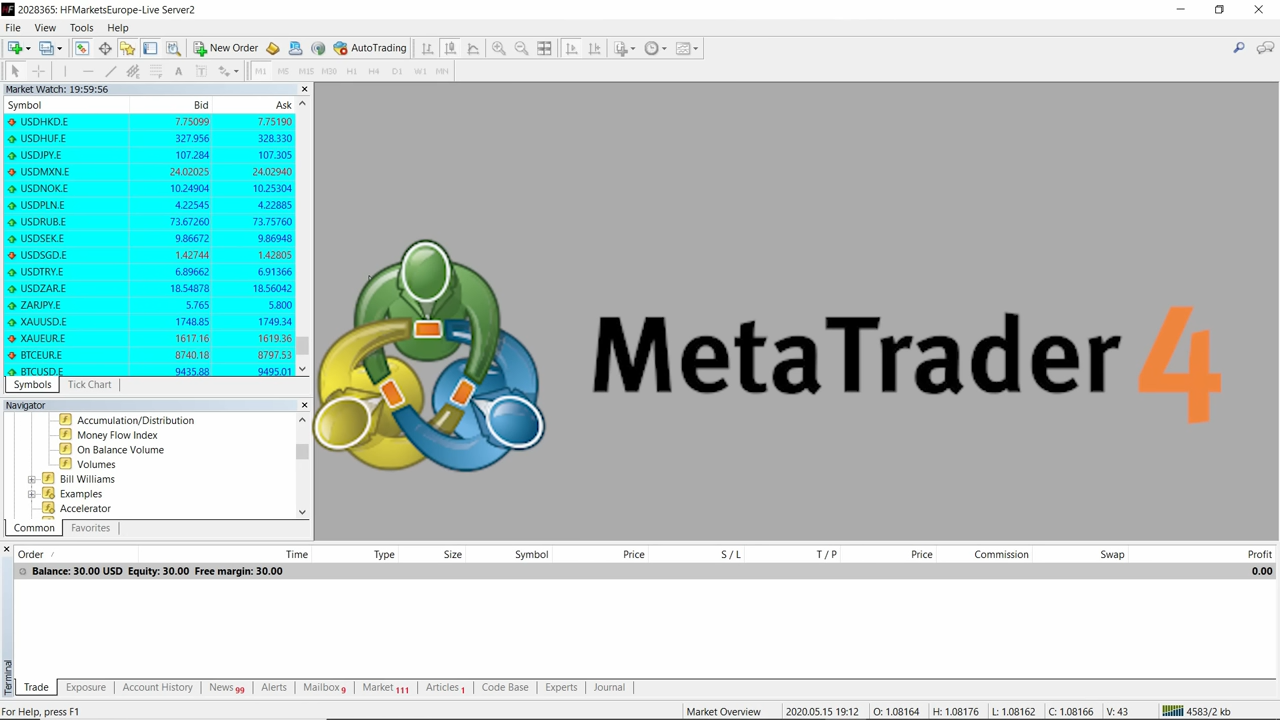 2028365: HFMarketsEurope-Live Server2
File View Tools Help
New Order AutoTrading
A T M1 M5 M15 M30 H1 H4 D1 W1 MN
Market Watch: 19:59:56
Symbol Bid Ask
USDHKD.E 7.75099 7.75190
USDHUF.E 327.956 328.330
USDJPY.E 107.284 107.305
USDMXN.E 24.02025 24.02940
USDNOK.E 10.24904 10.25304
USDPLN.E 4.22545 4.22885
USDRUB.E 73.67260 73.75760
USDSEK.E 9.86672 9.86948
USDSGD.E 1.42744 1.42805
USDTRY.E 6.89662 6.91366
USDZAR.E 18.54878 18.56042
ZARJPY.E 5.765 5.800
XAUUSD.E 1748.85 1749.34
XAUEUR.E 1617.16 1619.36
BTCEUR.E 8740.18 8797.53
BTCUSD.E 9435.88 9495.01
Symbols Tick Chart
MetaTrader 4
Navigator
Accumulation/Distribution
Money Flow Index
On Balance Volume
Volumes
Bill Williams
Examples
Accelerator
Common Favorites
Order / Time Type Size Symbol Price S / L T / P Price Commission Swap Profit
Balance: 30.00 USD Equity: 30.00 Free margin: 30.00 0.00
Terminal
Trade Exposure Account History News 99 Alerts Mailbox 9 Market 111 Articles 1 Code Base Experts Journal
For Help, press F1 Market Overview 2020.05.15 19:12 O: 1.08164 H: 1.08176 L: 1.08162 C: 1.08166 V: 43 4583/2 kb